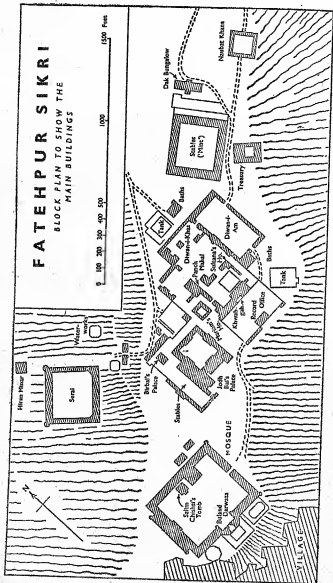 FATEHPUR SIKRI
BLOCK PLAN TO SHOW THE
MAIN BUILDINGS
0 100 200 300 400 500 1000 1500 Feet
Hiran Minar
Serai
Water-
works
Birbal's
Palace
Stables
Jodh
Bai's
Palace
Salim
Chishti's
Tomb
Buland
Darwaza
MOSQUE
VILLAGE
Tank
Baths
Diwan-i-Khas
Panch
Mahal
Sultana's
Ho.
Diwan-i-
Am
Khwab-
gah
Record
Office
Baths
Tank
Dak Bungalow
Stables
("Mint")
Treasury
Naubat Khana
N